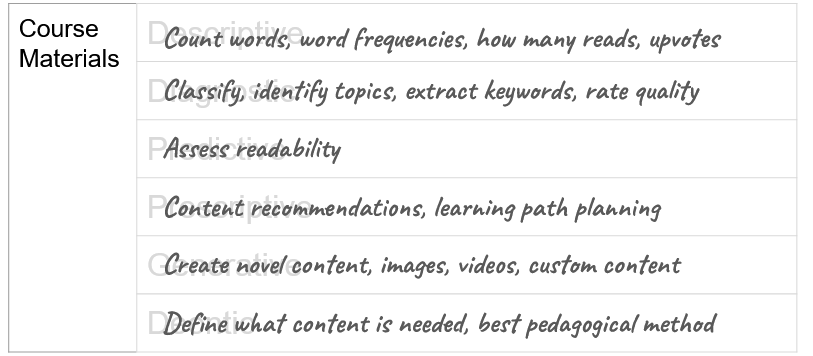 Course
Materials
Descriptive
Count words, word frequencies, how many reads, upvotes
Diagnostic
Classify, identify topics, extract keywords, rate quality
Predictive
Assess readability
Prescriptive
Content recommendations, learning path planning
Generative
Create novel content, images, videos, custom content
Deontic
Define what content is needed, best pedagogical method